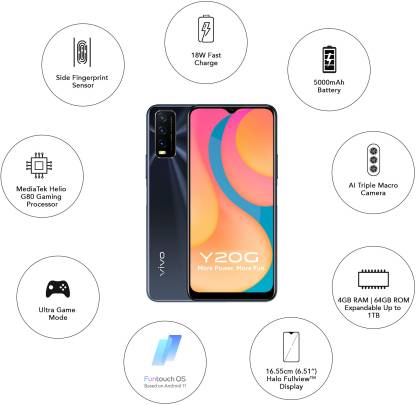 18W Fast
Charge
Side Fingerprint
Sensor
5000mAh
Battery
MediaTek Helio
G80 Gaming
Processor
AI Triple Macro
Camera
vivo
Y20G
More Power. More Fun
Ultra Game
Mode
4GB RAM | 64GB ROM
Expandable Up to
1TB
Funtouch OS
Based on Android 11
16.55cm (6.51")
Halo Fullview™
Display